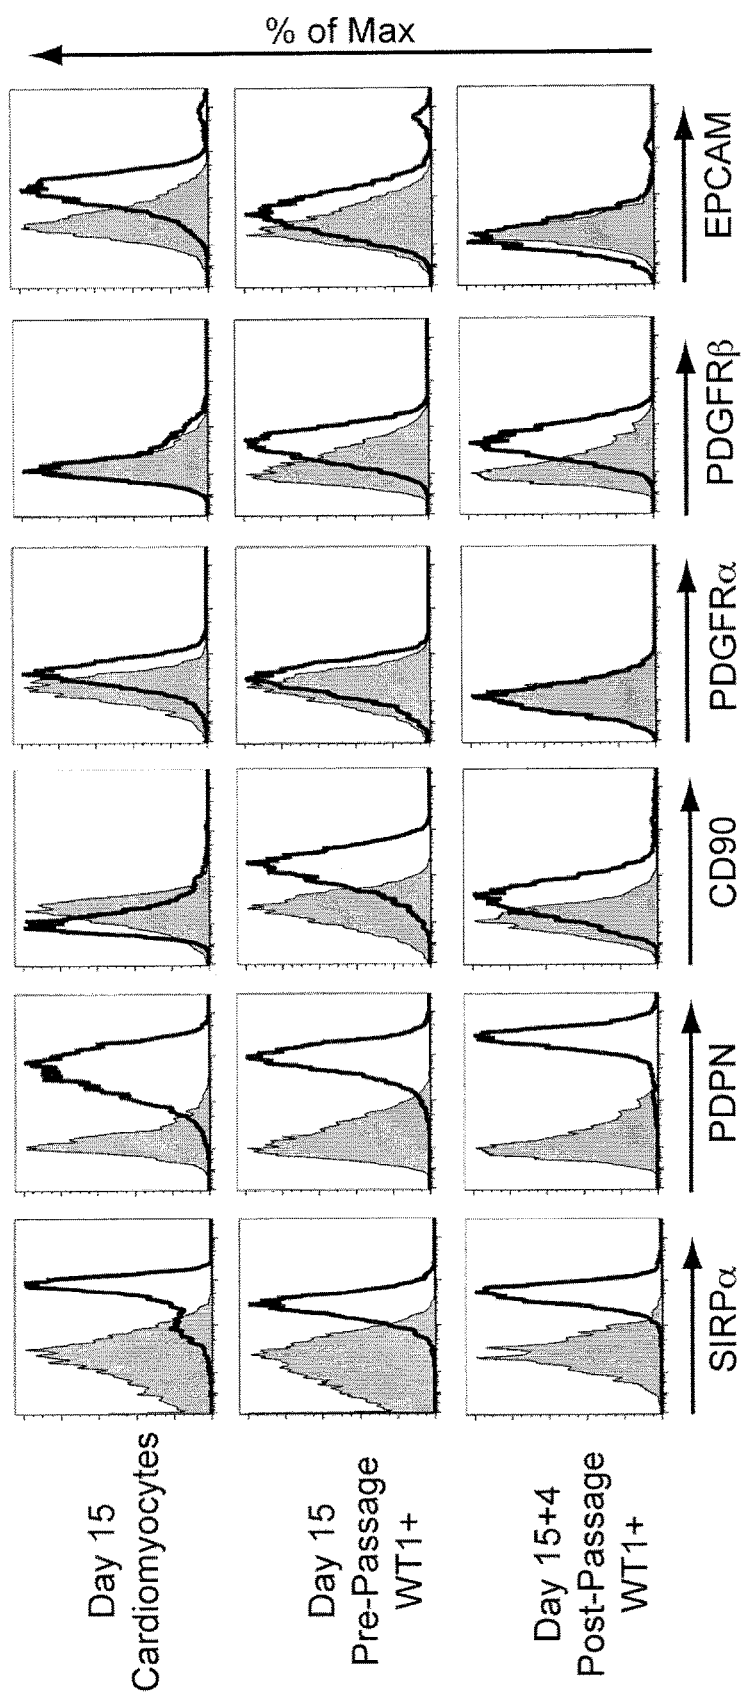 Day 15
Cardiomyocytes
Day 15
Pre-Passage
WT1+
Day 15+4
Post-Passage
WT1+
SIRPα
PDPN
CD90
PDGFRα
PDGFRβ
EPCAM
% of Max